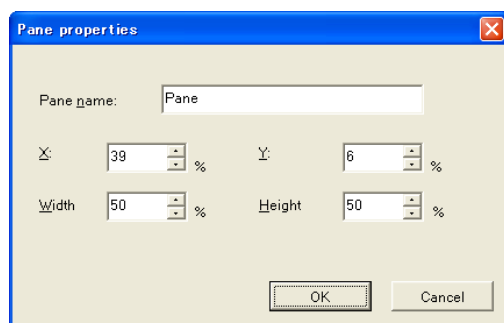 Pane properties
Pane name: Pane
X: 39 % Y: 6 %
Width 50 % Height 50 %
OK Cancel